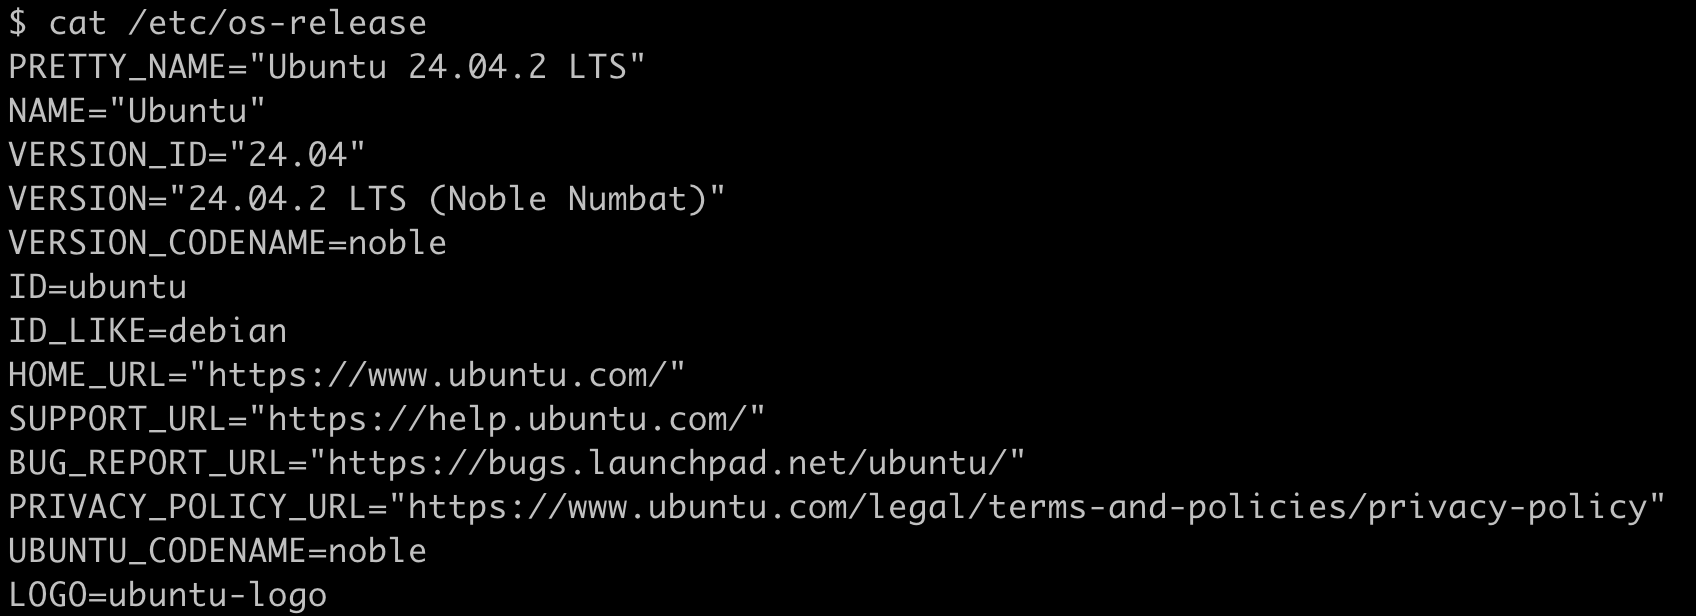 $ cat /etc/os-release
PRETTY_NAME="Ubuntu 24.04.2 LTS"
NAME="Ubuntu"
VERSION_ID="24.04"
VERSION="24.04.2 LTS (Noble Numbat)"
VERSION_CODENAME=noble
ID=ubuntu
ID_LIKE=debian
HOME_URL="https://www.ubuntu.com/"
SUPPORT_URL="https://help.ubuntu.com/"
BUG_REPORT_URL="https://bugs.launchpad.net/ubuntu/"
PRIVACY_POLICY_URL="https://www.ubuntu.com/legal/terms-and-policies/privacy-policy"
UBUNTU_CODENAME=noble
LOGO=ubuntu-logo